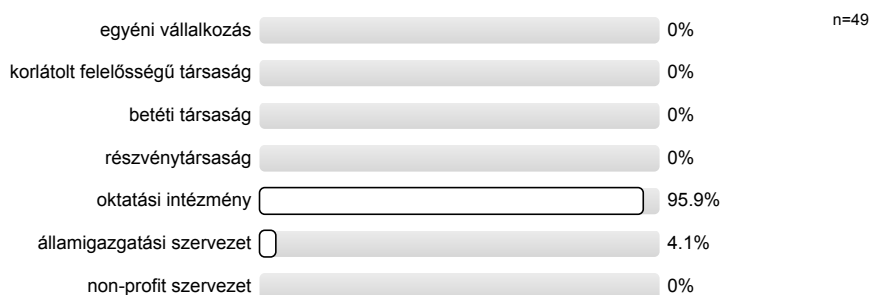 egyéni vállalkozás 0% n=49
korlátolt felelősségű társaság 0%
betéti társaság 0%
részvénytársaság 0%
oktatási intézmény 95.9%
államigazgatási szervezet 4.1%
non-profit szervezet 0%